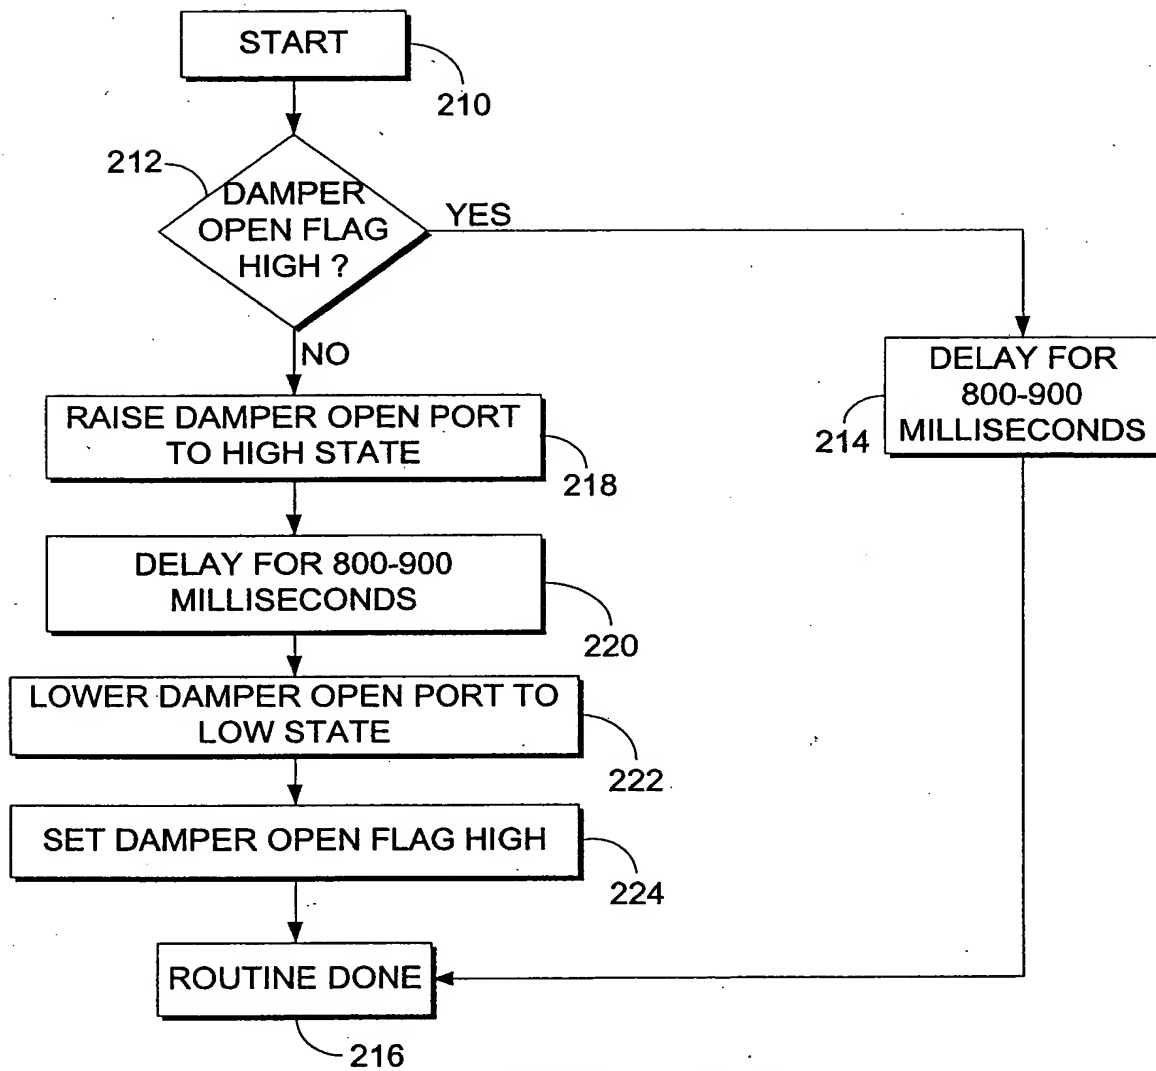 START
210
212
DAMPER
OPEN FLAG
HIGH ?
YES
NO
DELAY FOR
800-900
MILLISECONDS
214
RAISE DAMPER OPEN PORT
TO HIGH STATE
218
DELAY FOR 800-900
MILLISECONDS
220
LOWER DAMPER OPEN PORT TO
LOW STATE
222
SET DAMPER OPEN FLAG HIGH
224
ROUTINE DONE
216